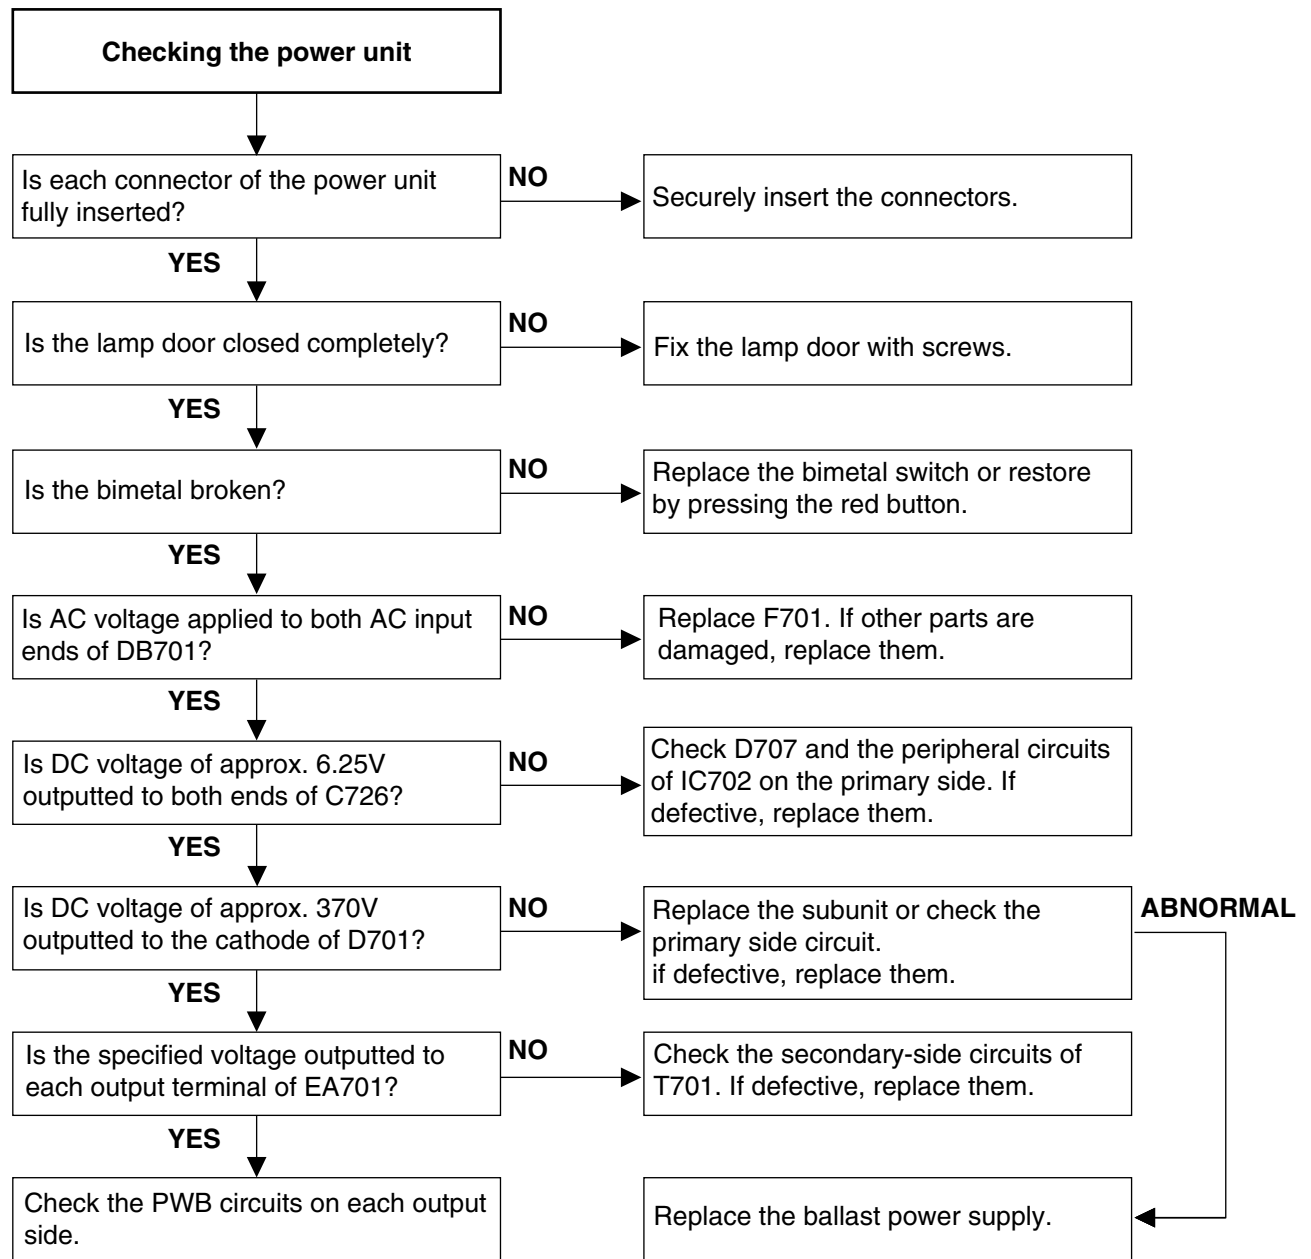 Checking the power unit
Is each connector of the power unit
fully inserted?
NO
Securely insert the connectors.
YES
Is the lamp door closed completely?
NO
Fix the lamp door with screws.
YES
Is the bimetal broken?
NO
Replace the bimetal switch or restore
by pressing the red button.
YES
Is AC voltage applied to both AC input
ends of DB701?
NO
Replace F701. If other parts are
damaged, replace them.
YES
Is DC voltage of approx. 6.25V
outputted to both ends of C726?
NO
Check D707 and the peripheral circuits
of IC702 on the primary side. If
defective, replace them.
YES
Is DC voltage of approx. 370V
outputted to the cathode of D701?
NO
Replace the subunit or check the
primary side circuit.
if defective, replace them.
ABNORMAL
YES
Is the specified voltage outputted to
each output terminal of EA701?
NO
Check the secondary-side circuits of
T701. If defective, replace them.
YES
Check the PWB circuits on each output
side.
Replace the ballast power supply.